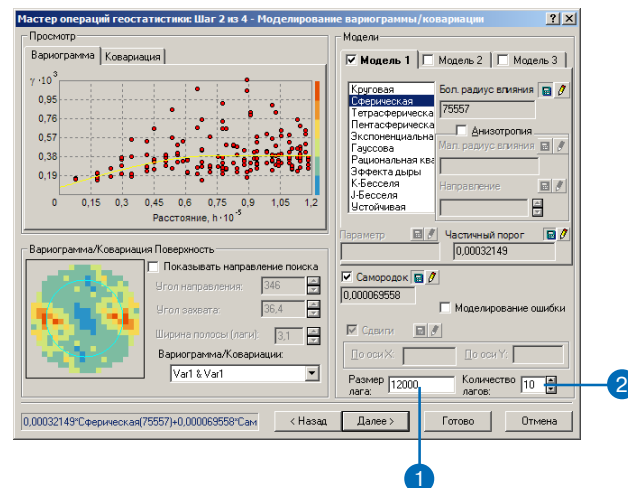 Мастер операций геостатистики: Шаг 2 из 4 - Моделирование вариограммы/ковариации
Просмотр
Вариограмма Ковариация
γ·10 3
0,95
0,76
0,57
0,38
0,19
0 0,15 0,3 0,45 0,6 0,75 0,9 1,05 1,2
Расстояние, h·10 -5
Вариограмма/Ковариация Поверхность
Показывать направление поиска
Угол направления: 346
Угол захвата: 36,4
Ширина полосы (лаги): 3,1
Вариограмма/Ковариации:
Var1 & Var1
Модели
Модель 1 Модель 2 Модель 3
Круговая
Сферическая
Тетрасферическа
Пентасферическа
Экспоненциальна
Гауссова
Рациональная ква
Эффекта дыры
К-Бесселя
J-Бесселя
Устойчивая
Бол. радиус влияния
75557
Анизотропия
Мал. радиус влияния
Направление
Параметр
Частичный порог
0,00032149
Самородок
0,000069558
Моделирование ошибки
Сдвиги
По оси X: По оси Y:
Размер лага: 12000
Количество лагов: 10
0,00032149*Сферическая(75557)+0,000069558*Сам
< Назад Далее > Готово Отмена
1
2